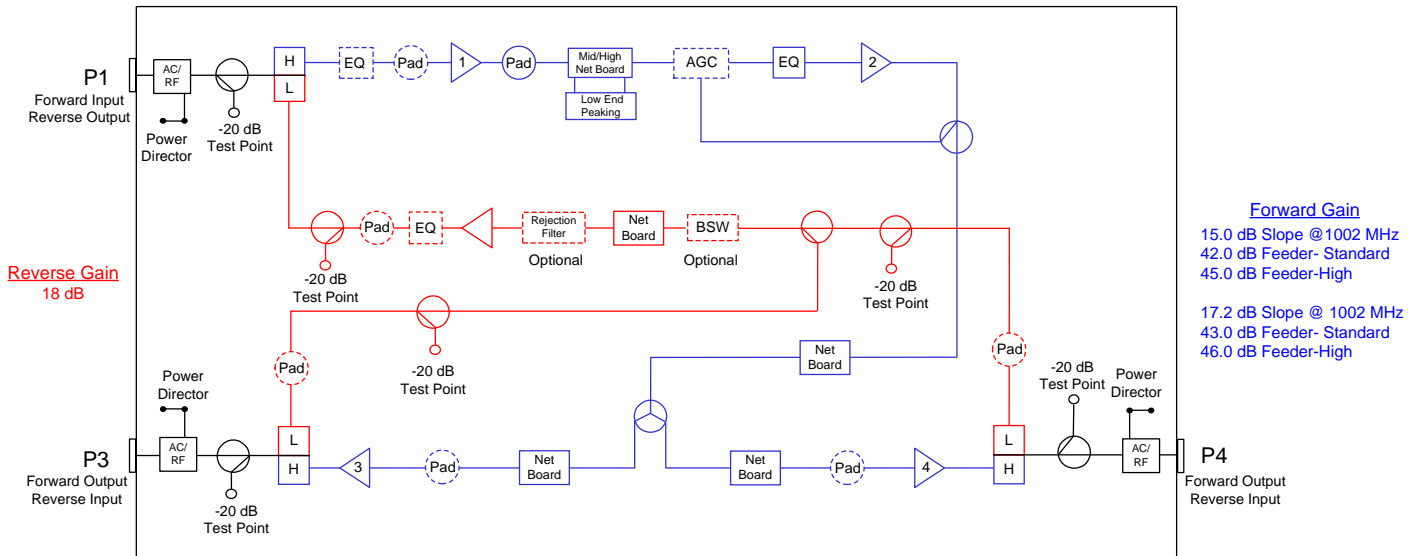 P1
Forward Input
Reverse Output
AC/
RF
Power
Director
-20 dB
Test Point
H
L
EQ
Pad
1
Pad
Mid/High
Net Board
Low End
Peaking
AGC
EQ
2
-20 dB
Test Point
Pad
EQ
Rejection
Filter
Optional
Net
Board
BSW
Optional
-20 dB
Test Point
Reverse Gain
18 dB
Forward Gain
15.0 dB Slope @1002 MHz
42.0 dB Feeder- Standard
45.0 dB Feeder-High
17.2 dB Slope @ 1002 MHz
43.0 dB Feeder- Standard
46.0 dB Feeder-High
-20 dB
Test Point
Pad
Net
Board
Pad
P3
Forward Output
Reverse Input
Power
Director
AC/
RF
-20 dB
Test Point
L
H
3
Pad
Net
Board
Net
Board
Pad
4
L
H
-20 dB
Test Point
Power
Director
AC/
RF
P4
Forward Output
Reverse Input